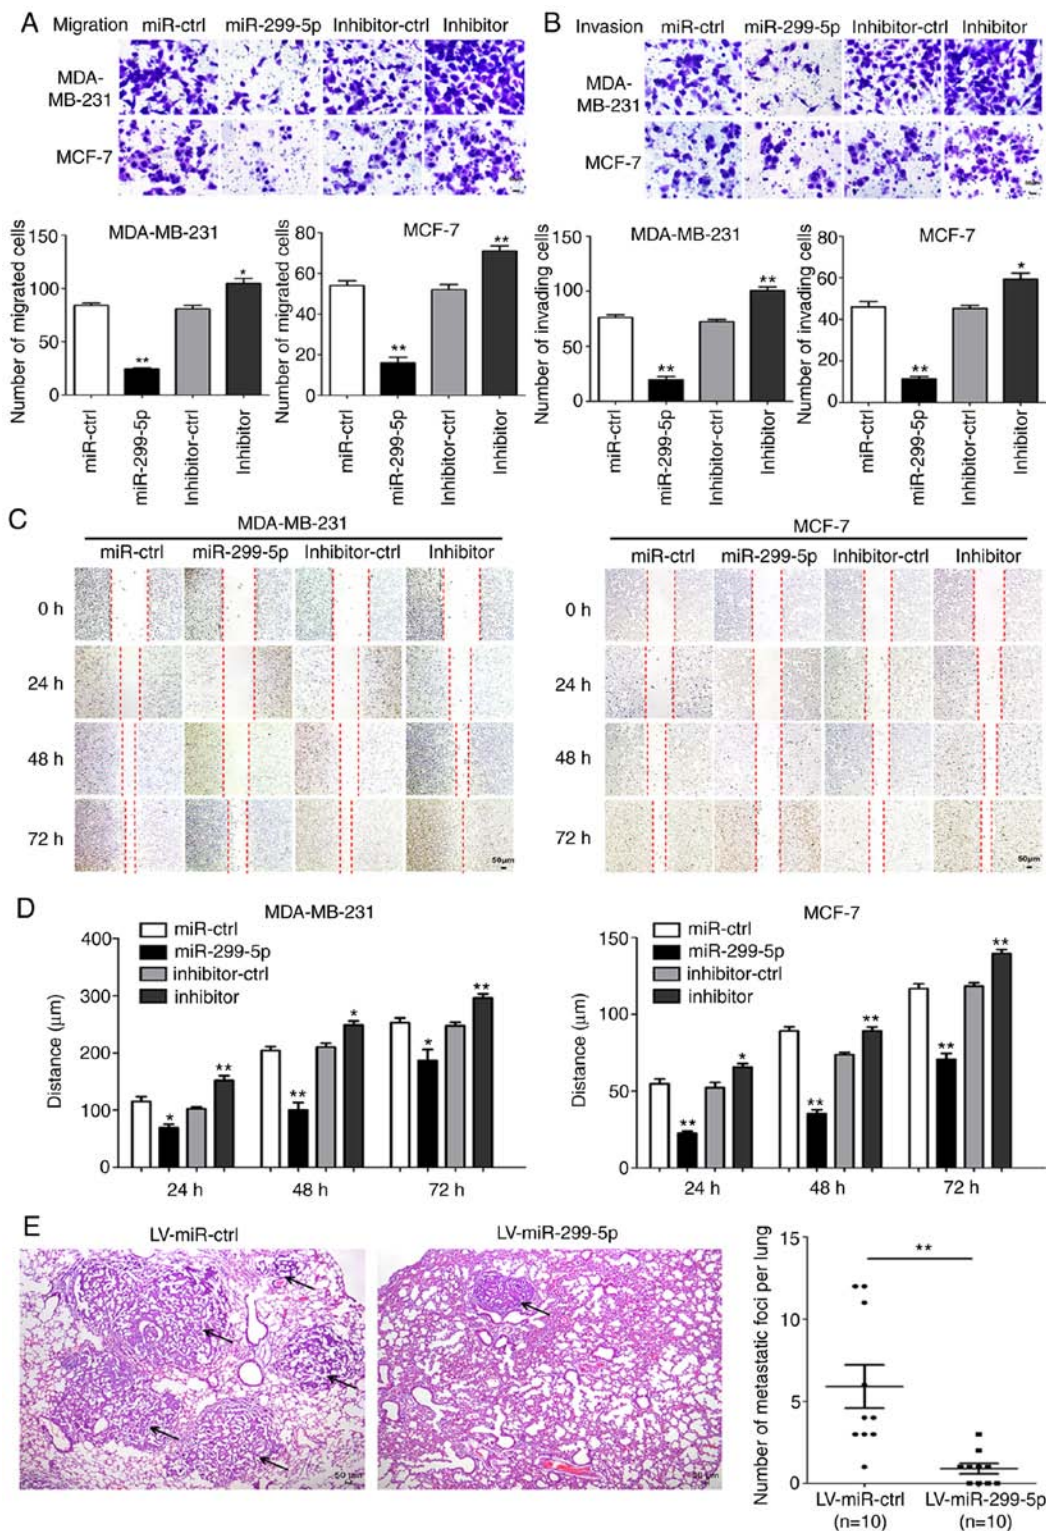 A Migration miR-ctrl miR-299-5p Inhibitor-ctrl Inhibitor
MDA-
MB-231
MCF-7
B Invasion miR-ctrl miR-299-5p Inhibitor-ctrl Inhibitor
MDA-
MB-231
MCF-7
MDA-MB-231
Number of migrated cells
150
100
50
0
**
*
miR-ctrl
miR-299-5p
Inhibitor-ctrl
Inhibitor
MCF-7
Number of migrated cells
80
60
40
20
0
**
**
miR-ctrl
miR-299-5p
Inhibitor-ctrl
Inhibitor
MDA-MB-231
Number of invading cells
150
100
50
0
**
**
miR-ctrl
miR-299-5p
Inhibitor-ctrl
Inhibitor
MCF-7
Number of invading cells
60
40
20
0
**
*
miR-ctrl
miR-299-5p
Inhibitor-ctrl
Inhibitor
C
MDA-MB-231
miR-ctrl miR-299-5p Inhibitor-ctrl Inhibitor
0 h
24 h
48 h
72 h
50µm
MCF-7
miR-ctrl miR-299-5p Inhibitor-ctrl Inhibitor
0 h
24 h
48 h
72 h
50µm
D
MDA-MB-231
miR-ctrl
miR-299-5p
inhibitor-ctrl
inhibitor
Distance (µm)
400
300
200
100
0
* **
** *
* **
24 h 48 h 72 h
MCF-7
miR-ctrl
miR-299-5p
inhibitor-ctrl
inhibitor
Distance (µm)
150
100
50
0
** *
** **
** **
24 h 48 h 72 h
E
LV-miR-ctrl LV-miR-299-5p
50 µm
50 µm
Number of metastatic foci per lung
15
10
5
0
**
LV-miR-ctrl LV-miR-299-5p
(n=10) (n=10)